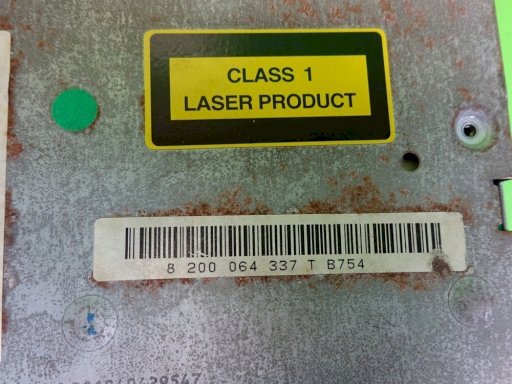 CLASS 1
LASER PRODUCT
8 200 064 337 T B754